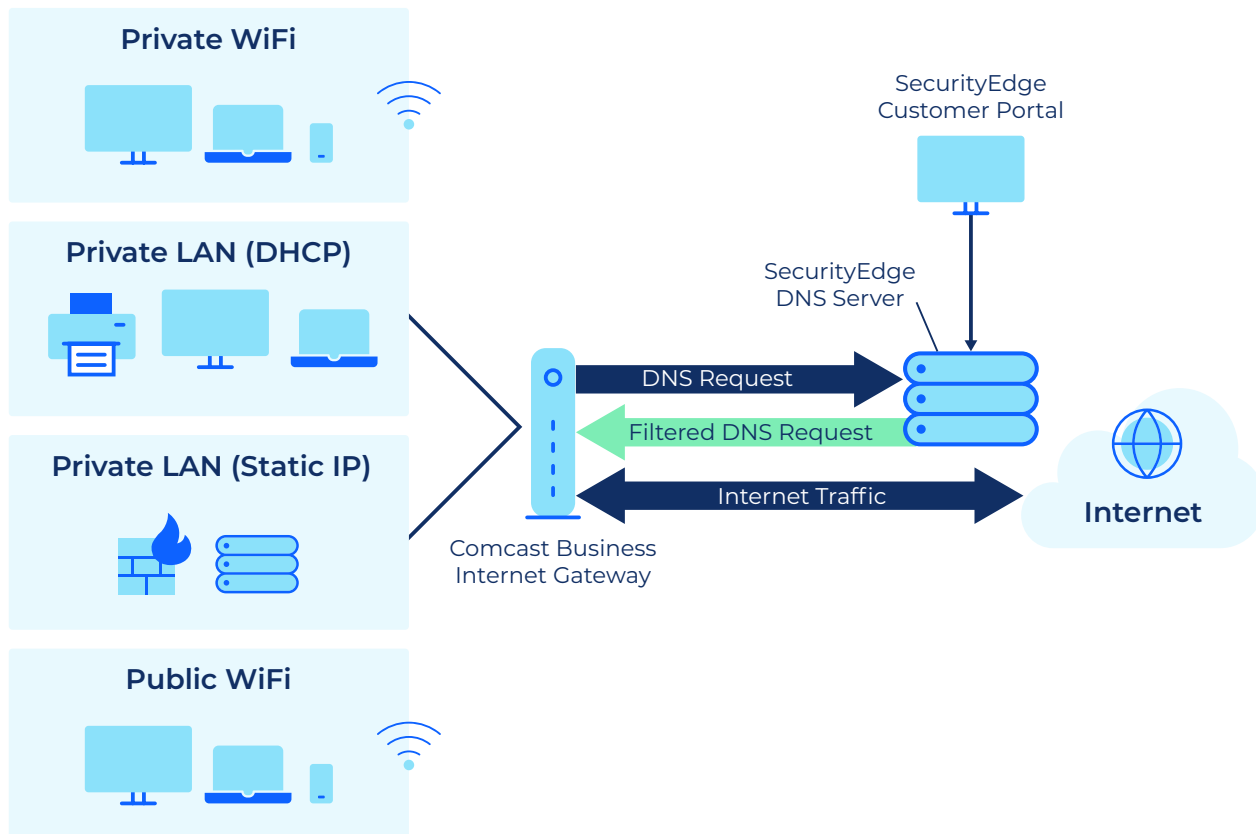 Private WiFi
Private LAN (DHCP)
Private LAN (Static IP)
Public WiFi
Comcast Business
Internet Gateway
DNS Request
Filtered DNS Request
Internet Traffic
SecurityEdge
DNS Server
SecurityEdge
Customer Portal
Internet